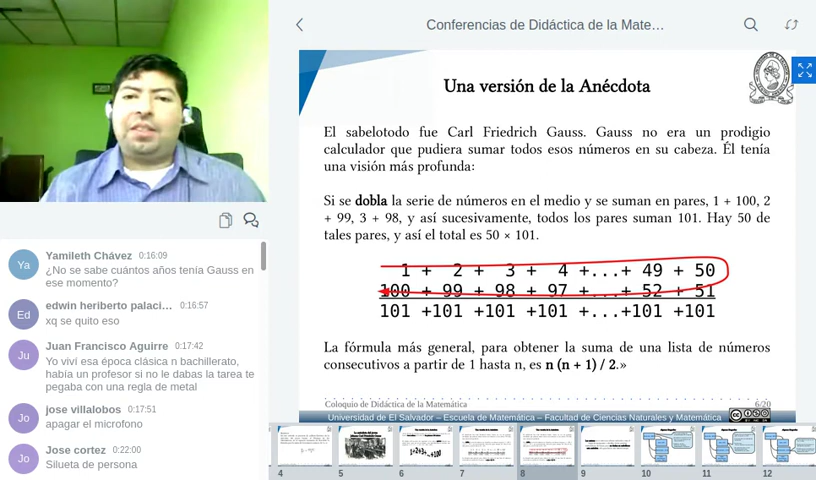 Conferencias de Didáctica de la Mate…
Una versión de la Anécdota
El sabelotodo fue Carl Friedrich Gauss. Gauss no era un prodigio
calculador que pudiera sumar todos esos números en su cabeza. Él tenía
una visión más profunda:
Si se dobla la serie de números en el medio y se suman en pares, 1 + 100, 2
+ 99, 3 + 98, y así sucesivamente, todos los pares suman 101. Hay 50 de
tales pares, y así el total es 50 × 101.
1 + 2 + 3 + 4 +...+ 49 + 50
100 + 99 + 98 + 97 +...+ 52 + 51
101 +101 +101 +101 +...+101 +101
La fórmula más general, para obtener la suma de una lista de números
consecutivos a partir de 1 hasta n, es n (n + 1) / 2.»
Coloquio de Didáctica de la Matemática 6/20
Universidad de El Salvador – Escuela de Matemática – Facultad de Ciencias Naturales y Matemática
Ya
Yamileth Chávez 0:16:09
¿No se sabe cuántos años tenía Gauss en
ese momento?
Ed
edwin heriberto palaci… 0:16:57
xq se quito eso
Ju
Juan Francisco Aguirre 0:17:42
Yo viví esa época clásica n bachillerato,
había un profesor si no le dabas la tarea te
pegaba con una regla de metal
Jo
jose villalobos 0:17:51
apagar el microfono
Jo
Jose cortez 0:22:00
Silueta de persona
1+2+3+...+100
4 5 6 7 8 9 10 11 12